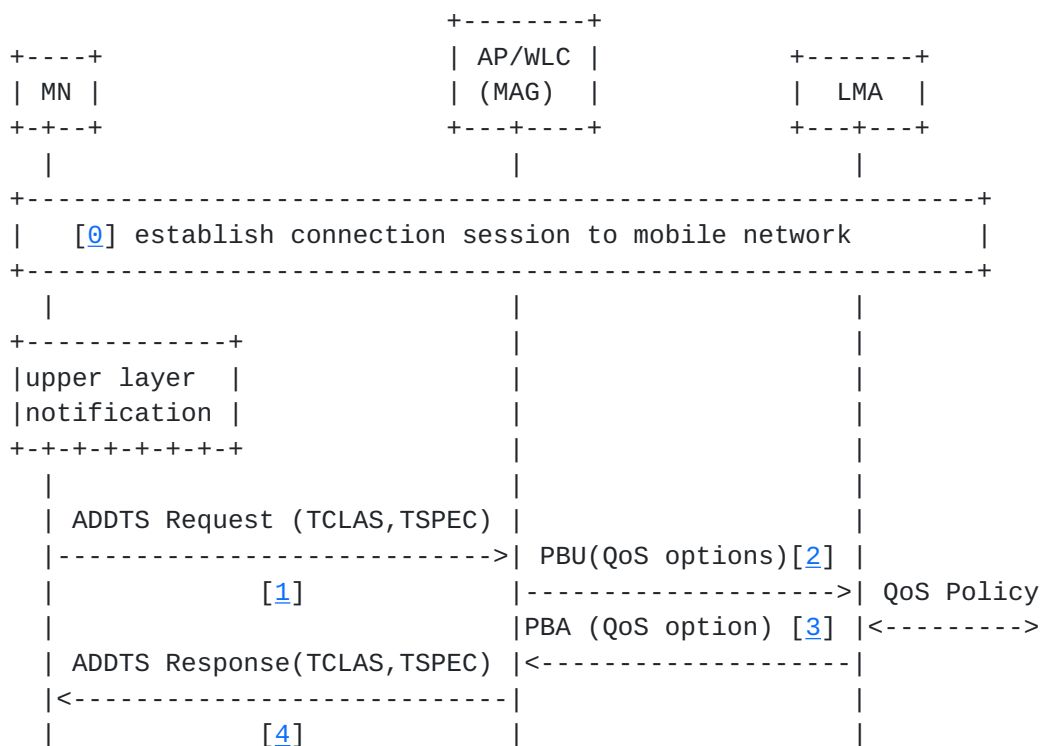 +--------+
+----+                      | AP/WLC |            +-------+
| MN |                      | (MAG)  |            |  LMA  |
+-+--+                      +---+----+            +---+---+
  |                             |                     |
+-------------------------------------------------------------+
|   [0] establish connection session to mobile network        |
+-------------------------------------------------------------+
  |                             |                     |
+-------------+                 |                     |
|upper layer  |                 |                     |
|notification |                 |                     |
+-+-+-+-+-+-+-+                 |                     |
  |                             |                     |
  | ADDTS Request (TCLAS,TSPEC) |                     |
  |---------------------------->| PBU(QoS options)[2] |
  |             [1]             |-------------------->| QoS Policy
  |                             |PBA (QoS option) [3] |<--------->
  | ADDTS Response(TCLAS,TSPEC) |<--------------------|
  |<----------------------------|                     |
  |             [4]             |                     |